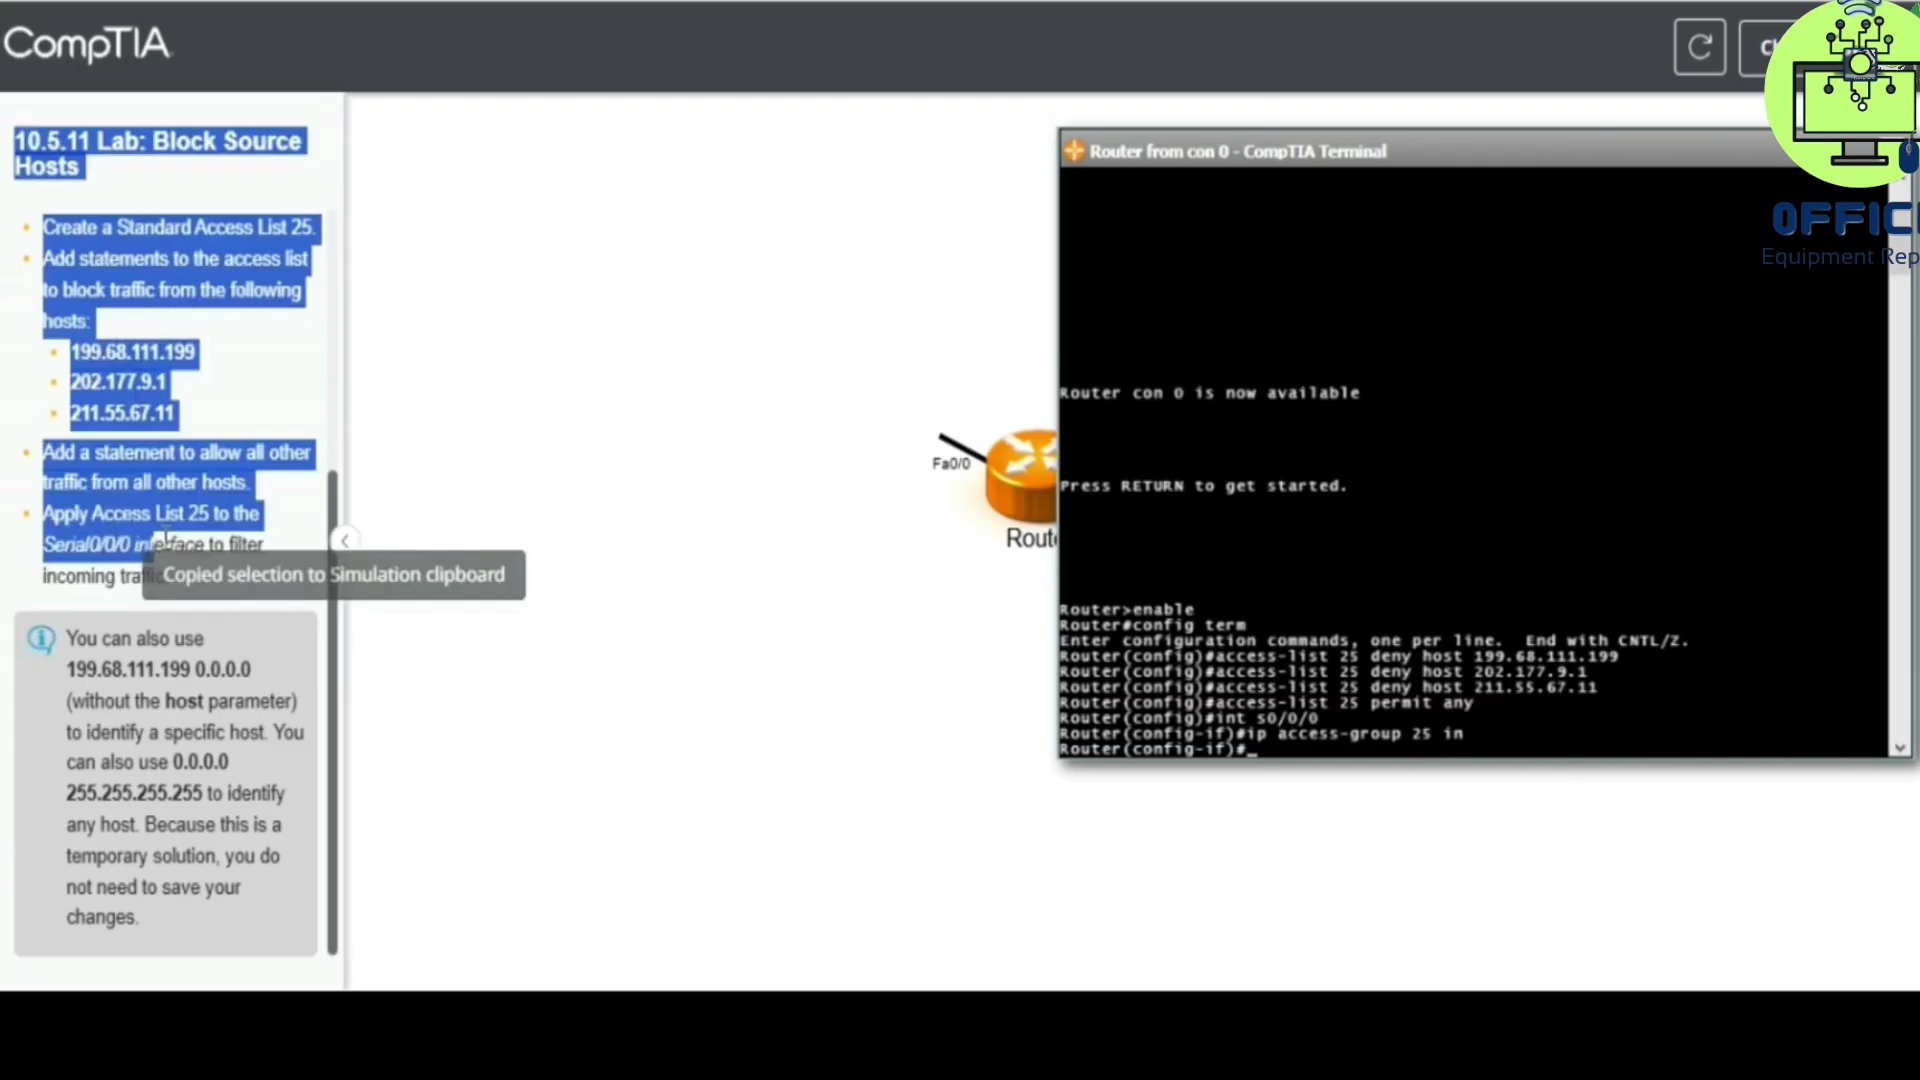 CompTIA
10.5.11 Lab: Block Source
Hosts
Create a Standard Access List 25.
Add statements to the access list
to block traffic from the following
hosts:
199.68.111.199
202.177.9.1
211.55.67.11
Add a statement to allow all other
traffic from all other hosts.
Apply Access List 25 to the
Serial0/0/0 interface to filter
incoming
Copied selection to Simulation clipboard
You can also use
199.68.111.199 0.0.0.0
(without the host parameter)
to identify a specific host. You
can also use 0.0.0.0
255.255.255.255 to identify
any host. Because this is a
temporary solution, you do
not need to save your
changes.
Fa0/0
Router from con 0 - CompTIA Terminal
Router con 0 is now available
Press RETURN to get started.
Router>enable
Router#config term
Enter configuration commands, one per line. End with CNTL/Z.
Router(config)#access-list 25 deny host 199.68.111.199
Router(config)#access-list 25 deny host 202.177.9.1
Router(config)#access-list 25 deny host 211.55.67.11
Router(config)#access-list 25 permit any
Router(config)#int s0/0/0
Router(config-if)#ip access-group 25 in
Router(config-if)#_
Equipment